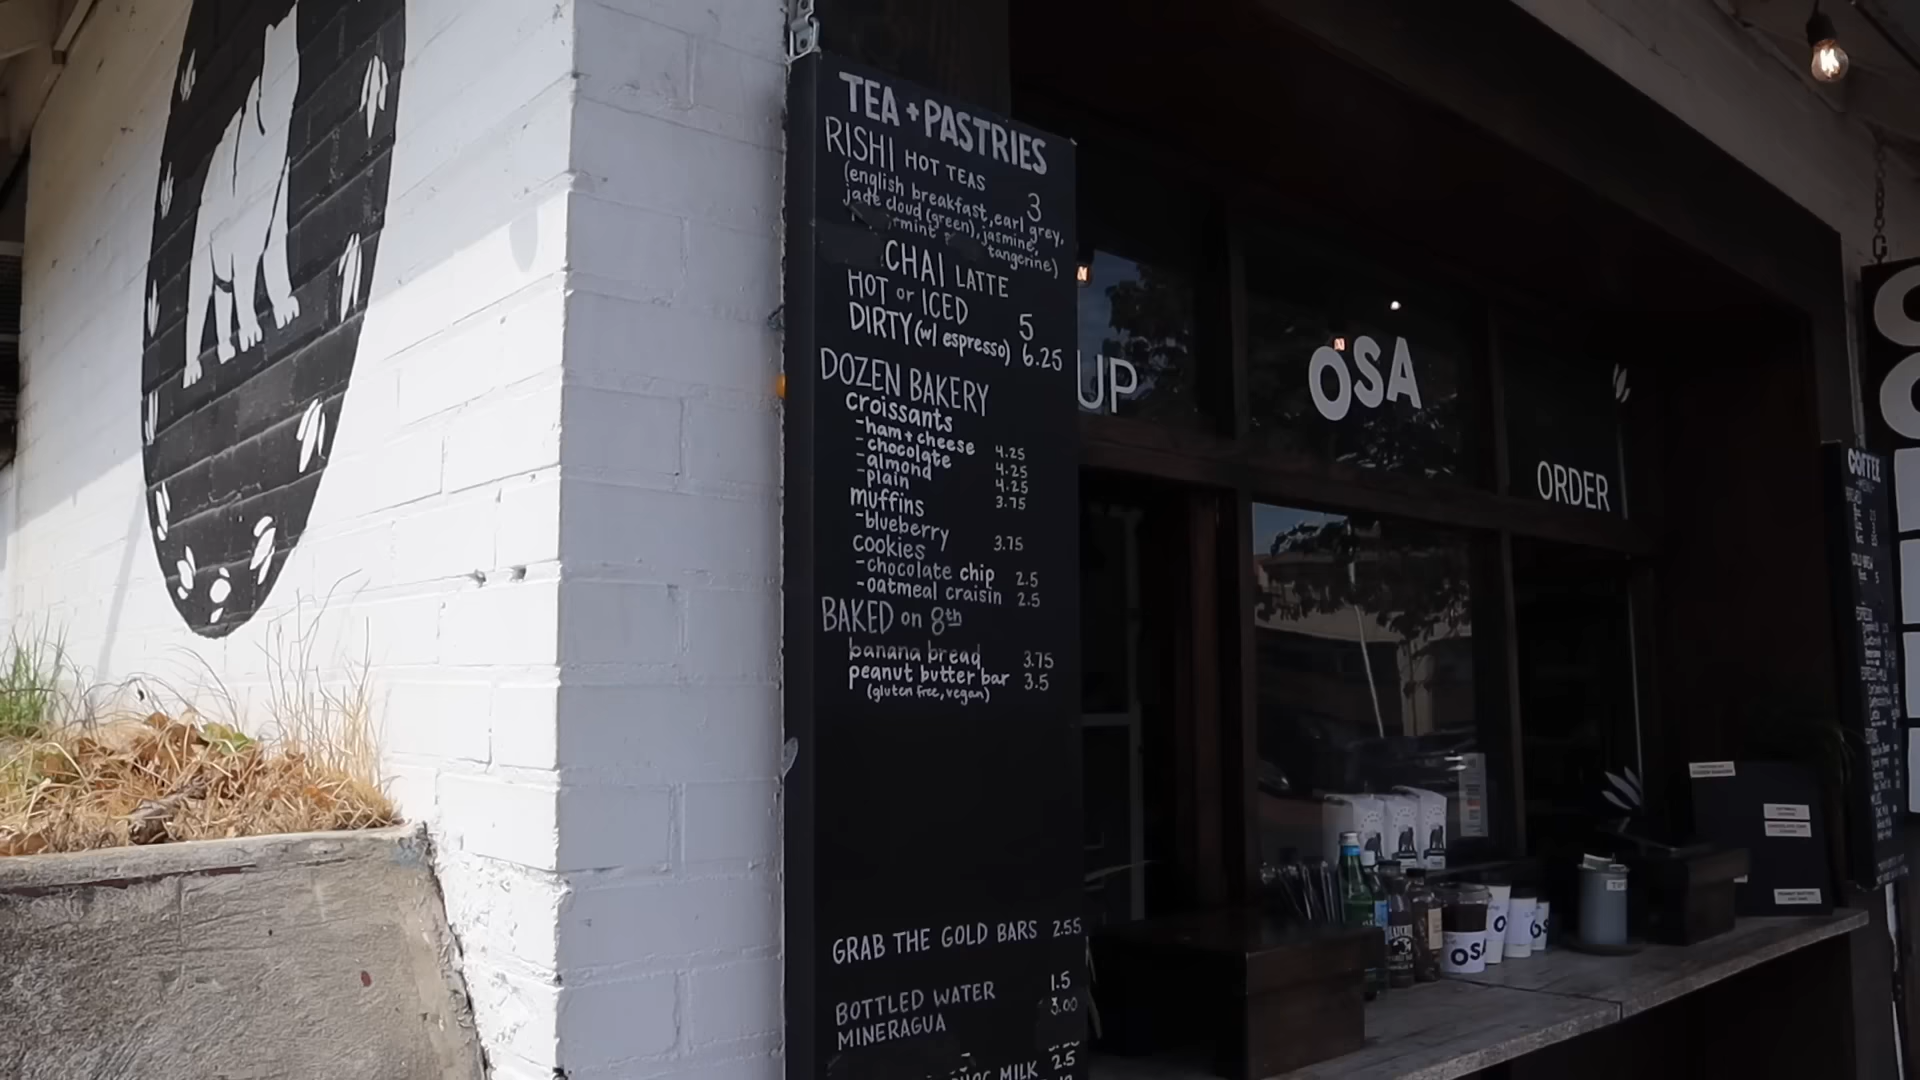 TEA + PASTRIES
RISHI HOT TEAS 3
(english breakfast, earl grey,
jade cloud (green), jasmine,
tangerine)
CHAI LATTE
HOT or ICED 5
DIRTY (w/ espresso) 6.25
DOZEN BAKERY
croissants
-ham + cheese 4.25
-chocolate 4.25
-almond 4.25
-plain 3.75
muffins
-blueberry 3.75
cookies
-chocolate chip 2.5
-oatmeal craisin 2.5
BAKED on 8th
banana bread 3.75
peanut butter bar 3.5
(gluten free, vegan)
GRAB THE GOLD BARS 2.55
BOTTLED WATER 1.5
MINERAGUA 3.00
MILK 2.5
UP
OSA
ORDER
COFFEE
OSA